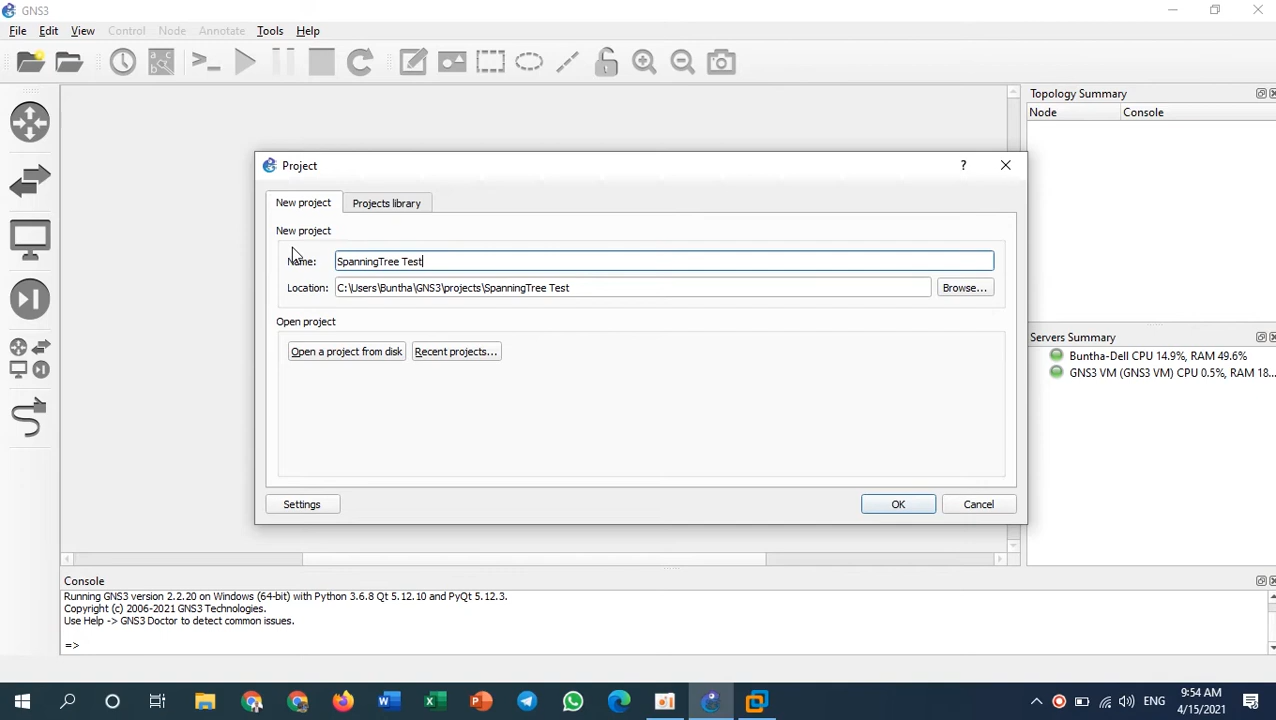 GNS3
File Edit View Control Node Annotate Tools Help
Topology Summary
Node Console
Project
?
New project Projects library
New project
Name: SpanningTree Test
Location: C:\Users\Buntha\GNS3\projects\SpanningTree Test Browse...
Open project
Open a project from disk Recent projects...
Settings OK Cancel
Servers Summary
Buntha-Dell CPU 14.9%, RAM 49.6%
GNS3 VM (GNS3 VM) CPU 0.5%, RAM 18...
Console
Running GNS3 version 2.2.20 on Windows (64-bit) with Python 3.6.8 Qt 5.12.10 and PyQt 5.12.3.
Copyright (c) 2006-2021 GNS3 Technologies.
Use Help -> GNS3 Doctor to detect common issues.
=>
ENG
9:54 AM
4/15/2021